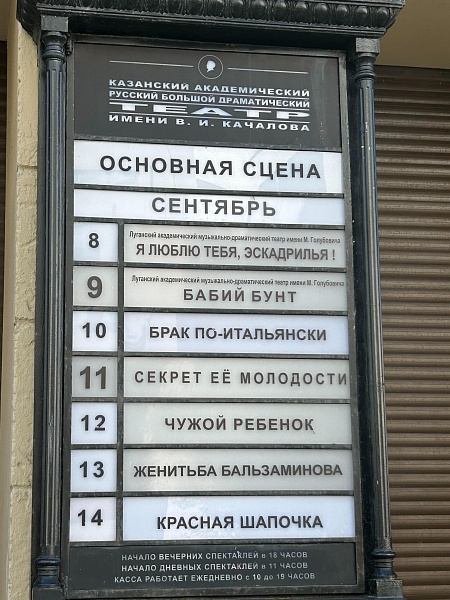 КАЗАНСКИЙ АКАДЕМИЧЕСКИЙ
РУССКИЙ БОЛЬШОЙ ДРАМАТИЧЕСКИЙ
ТЕАТР
ИМЕНИ В. И. КАЧАЛОВА
ОСНОВНАЯ СЦЕНА
СЕНТЯБРЬ
8
Луганский академический музыкально-драматический театр имени М. Голубовича
Я ЛЮБЛЮ ТЕБЯ, ЭСКАДРИЛЬЯ !
9
Луганский академический музыкально-драматический театр имени М. Голубовича
БАБИЙ БУНТ
10 БРАК ПО-ИТАЛЬЯНСКИ
11 СЕКРЕТ ЕЁ МОЛОДОСТИ
12 ЧУЖОЙ РЕБЕНОК
13 ЖЕНИТЬБА БАЛЬЗАМИНОВА
14 КРАСНАЯ ШАПОЧКА
НАЧАЛО ВЕЧЕРНИХ СПЕКТАКЛЕЙ в 18 ЧАСОВ
НАЧАЛО ДНЕВНЫХ СПЕКТАКЛЕЙ в 11 ЧАСОВ
КАССА РАБОТАЕТ ЕЖЕДНЕВНО с 10 до 19 ЧАСОВ